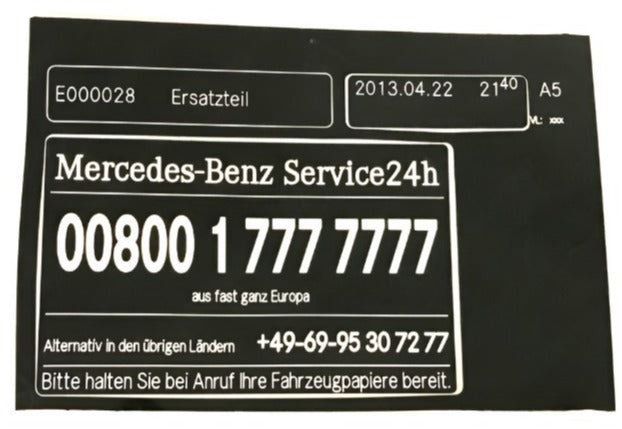 E000028 Ersatzteil
2013.04.22 21⁴⁰ A5
VL: xxx
Mercedes-Benz Service24h
00800 1 777 7777
aus fast ganz Europa
Alternativ in den übrigen Ländern +49-69-95 30 72 77
Bitte halten Sie bei Anruf Ihre Fahrzeugpapiere bereit.